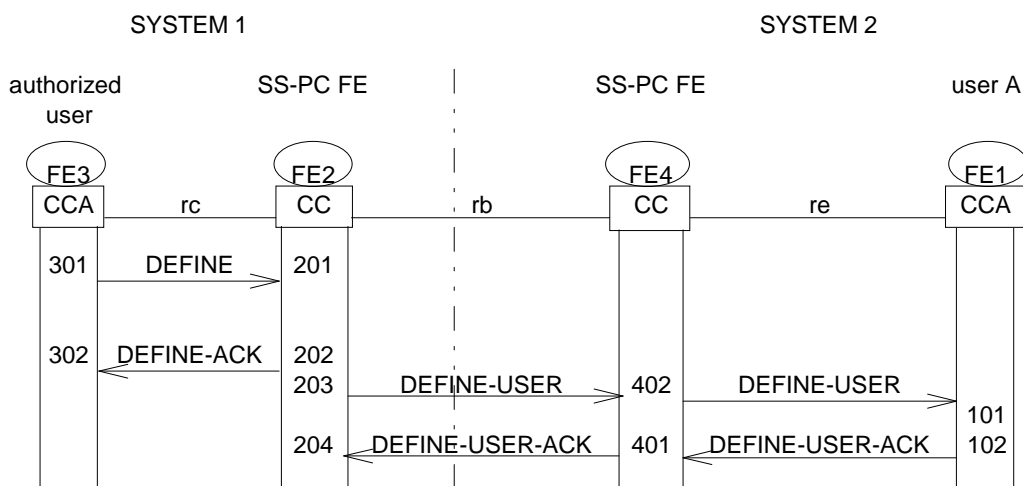 SYSTEM 1 SYSTEM 2
authorized SS-PC FE SS-PC FE user A
user
FE3 FE2 FE4 FE1
CCA rc CC rb CC re CCA
301 DEFINE 201
302 DEFINE-ACK 202
203 DEFINE-USER 402 DEFINE-USER
101
204 DEFINE-USER-ACK 401 DEFINE-USER-ACK 102